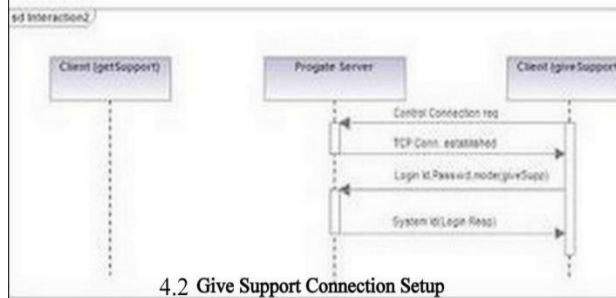 sd Interaction2
Client (getSupport)
Progate Server
Client (giveSupport
Control Connection req
TCP Conn. established
Login Id,Passwd,mode(giveSupp)
System Id(Login Resp)
4.2 Give Support Connection Setup